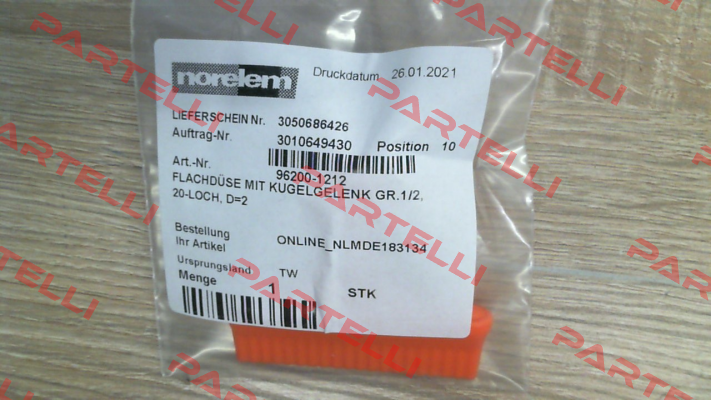 norelem
Druckdatum 26.01.2021
LIEFERSCHEIN Nr. 3050686426
Auftrag-Nr. 3010649430 Position 10
Art.-Nr. 96200-1212
FLACHDÜSE MIT KUGELGELENK GR.1/2,
20-LOCH, D=2
Bestellung
Ihr Artikel ONLINE_NLMDE183134
Ursprungsland TW
Menge 1 STK
PARTELLI
PARTELLI
PARTELLI
PARTELLI
PARTELLI
PARTELLI